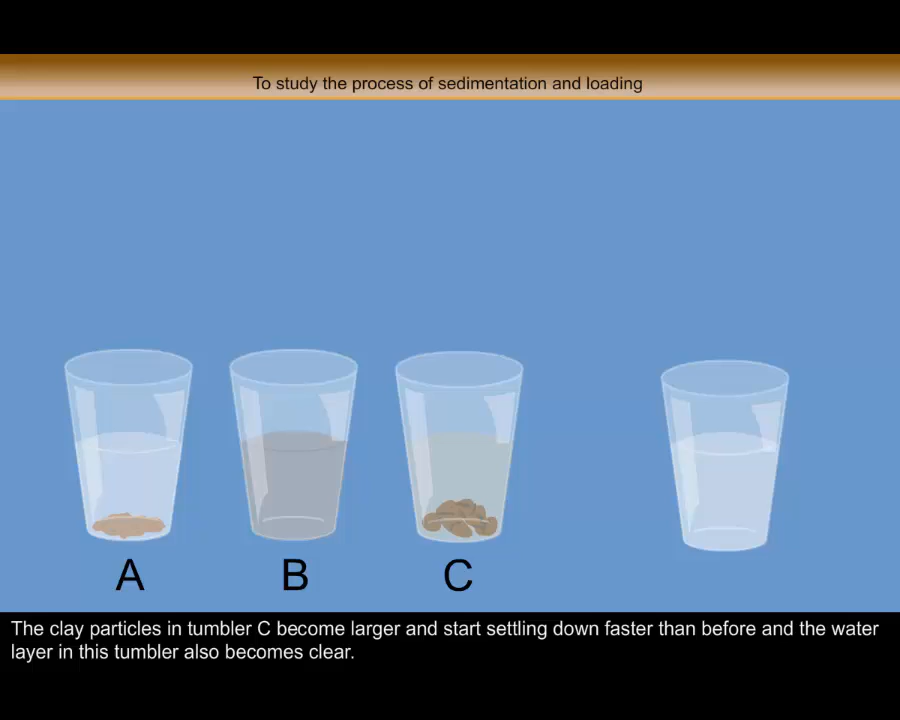 To study the process of sedimentation and loading
A B C
The clay particles in tumbler C become larger and start settling down faster than before and the water
layer in this tumbler also becomes clear.